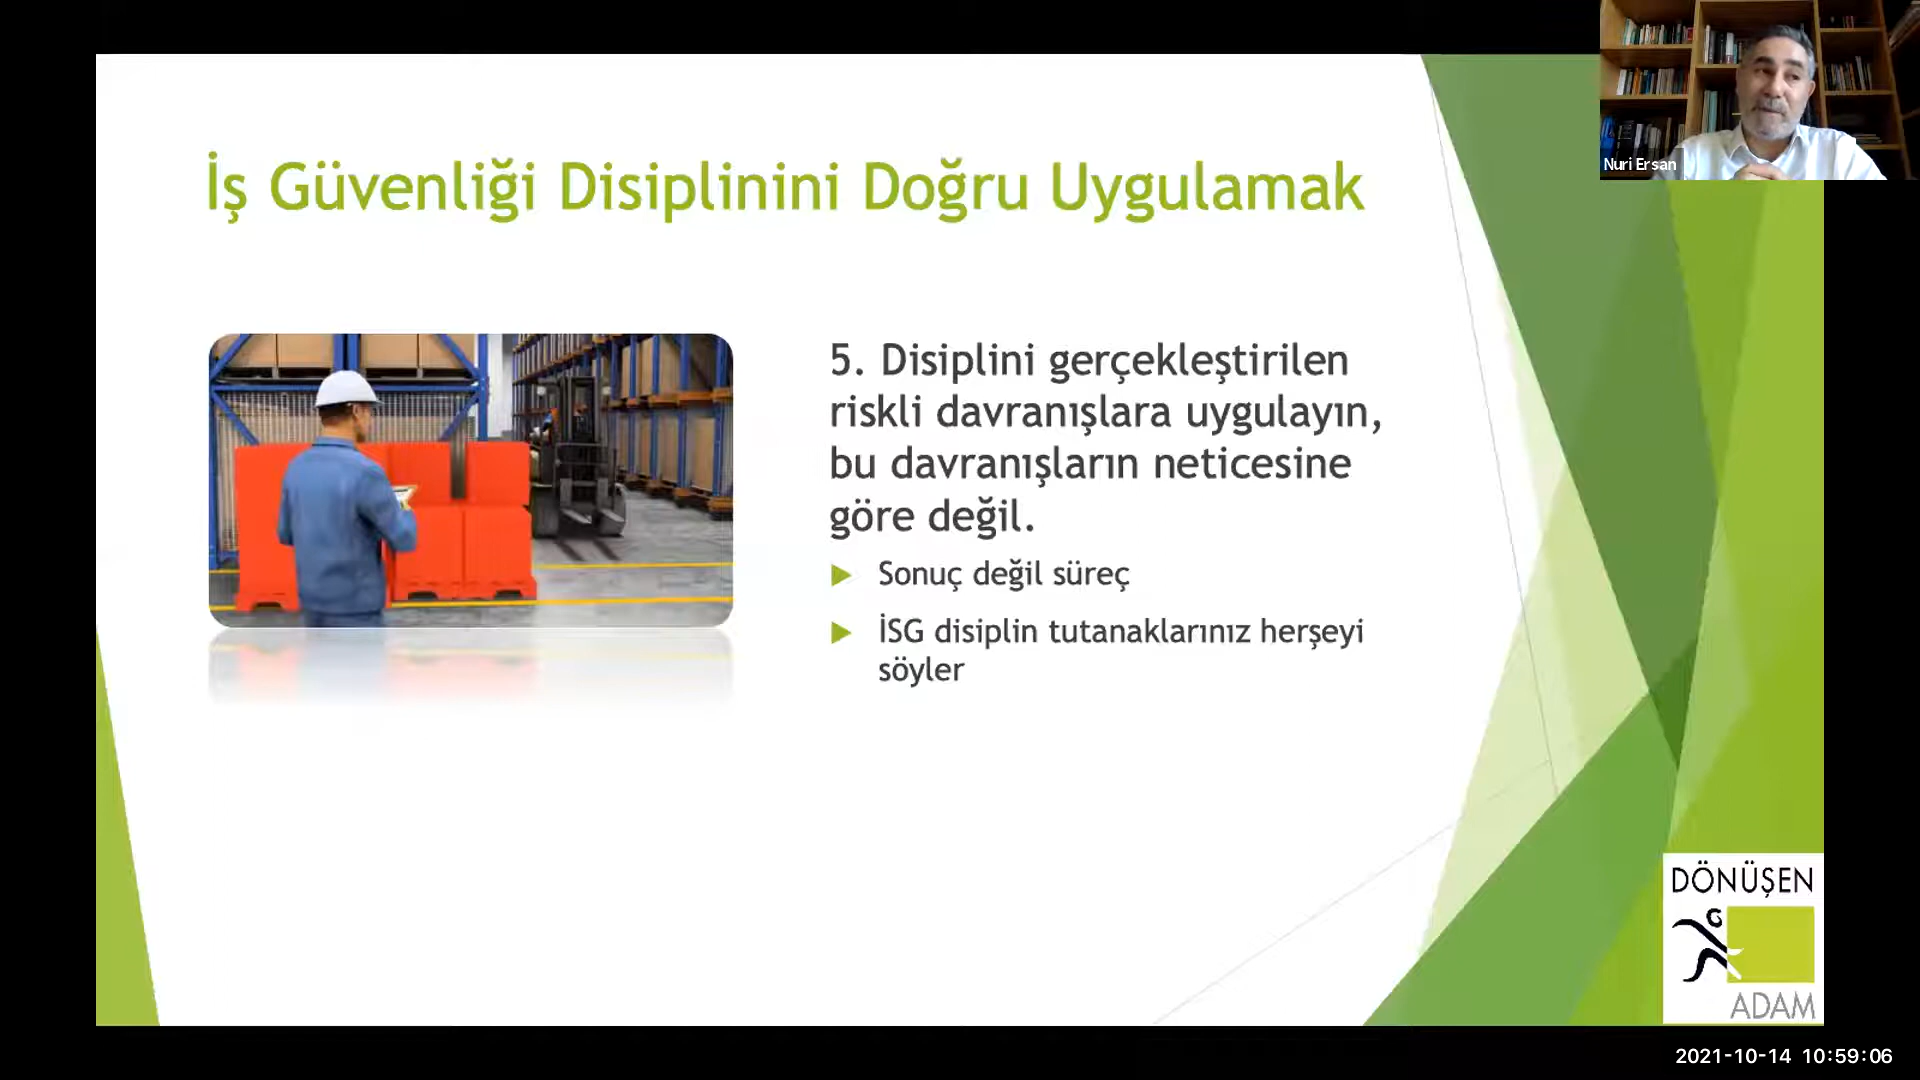 Nuri Ersan
İş Güvenliği Disiplinini Doğru Uygulamak
5. Disiplini gerçekleştirilen
riskli davranışlara uygulayın,
bu davranışların neticesine
göre değil.
Sonuç değil süreç
İSG disiplin tutanaklarınız herşeyi
söyler
DÖNÜŞEN
ADAM
2021-10-14 10:59:06